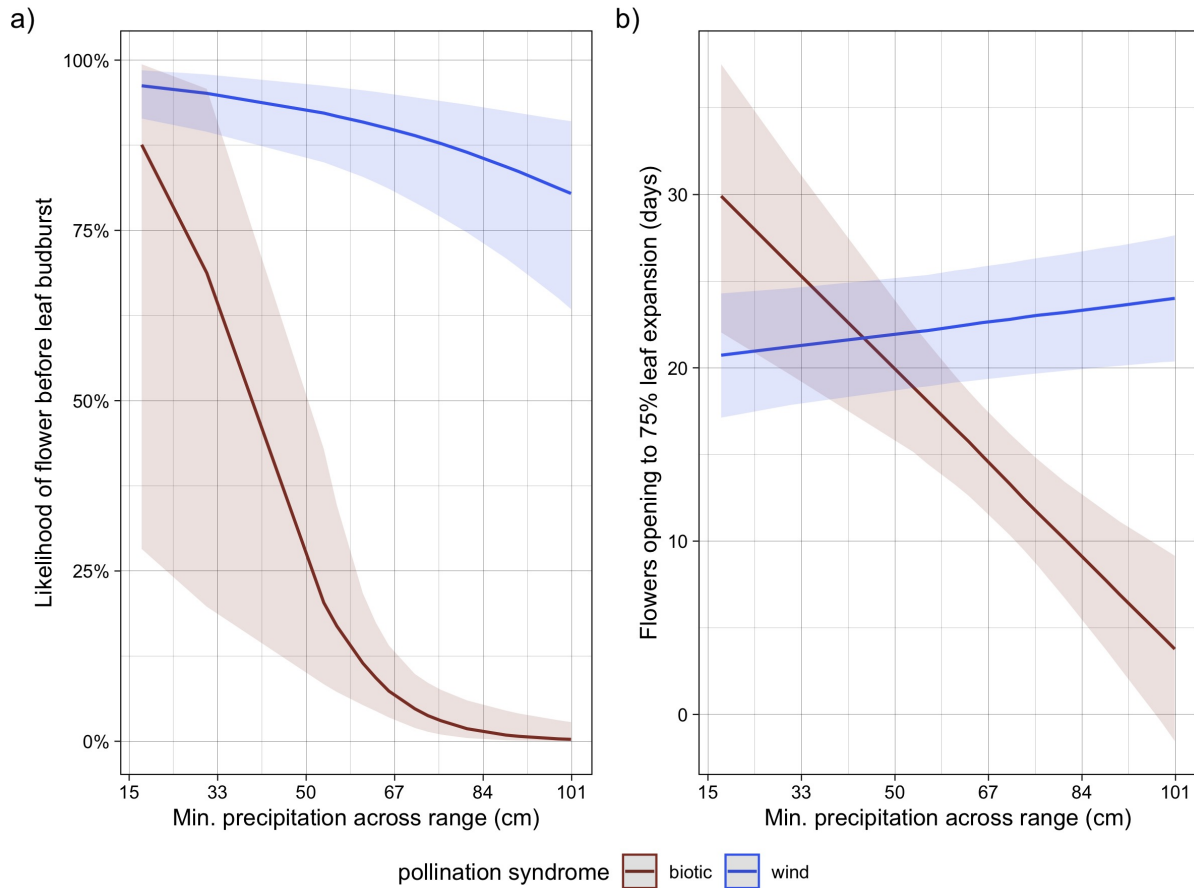 a)
Likelihood of flower before leaf budburst
100%
75%
50%
25%
0%
15 33 50 67 84 101
Min. precipitation across range (cm)
b)
Flowers opening to 75% leaf expansion (days)
30
20
10
0
15 33 50 67 84 101
Min. precipitation across range (cm)
pollination syndrome biotic wind